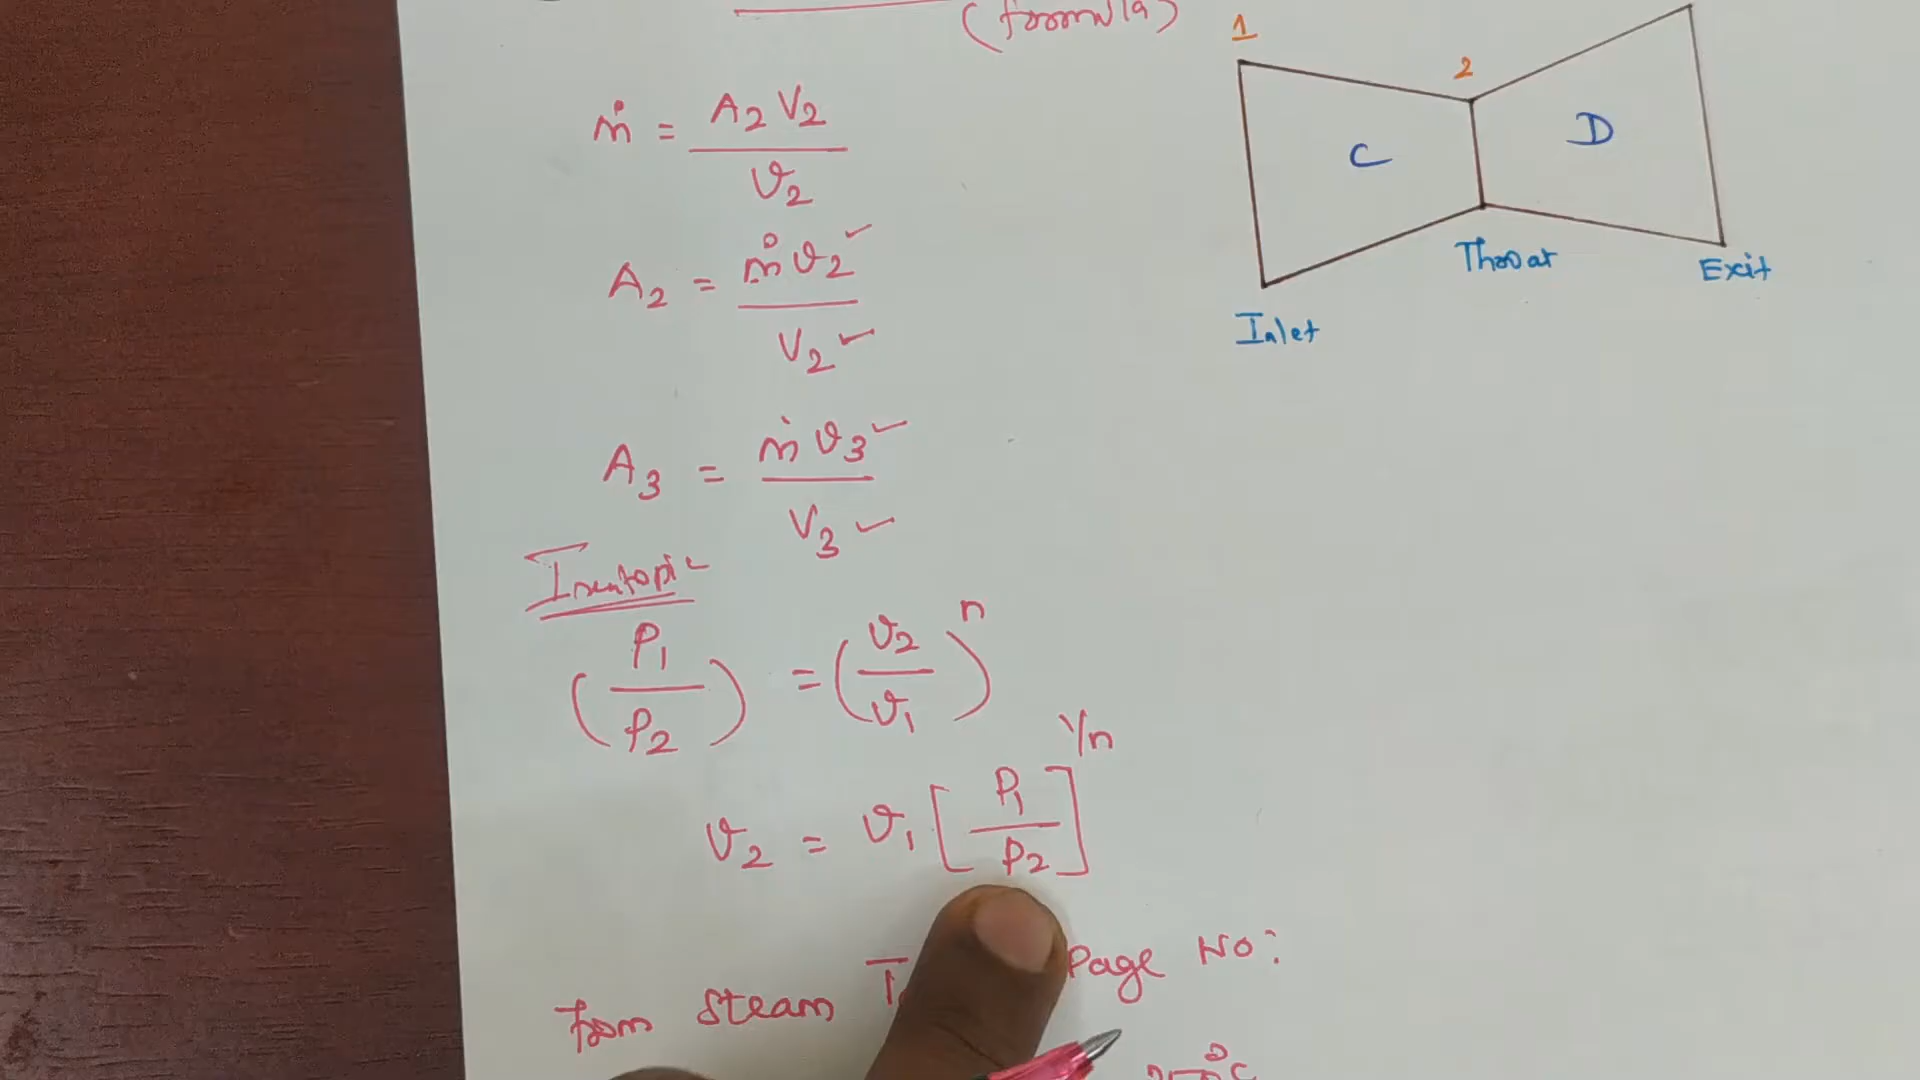 (formula)
ṁ = A2 V2 / v2
A2 = ṁ v2 ✓ / V2 ✓
A3 = ṁ v3 ✓ / V3 ✓
Isentopic
(P1 / P2) = (v2 / v1)^n
v2 = v1 [P1 / P2]^1/n
from steam Page No:
1
2
C
D
Throat
Exit
Inlet